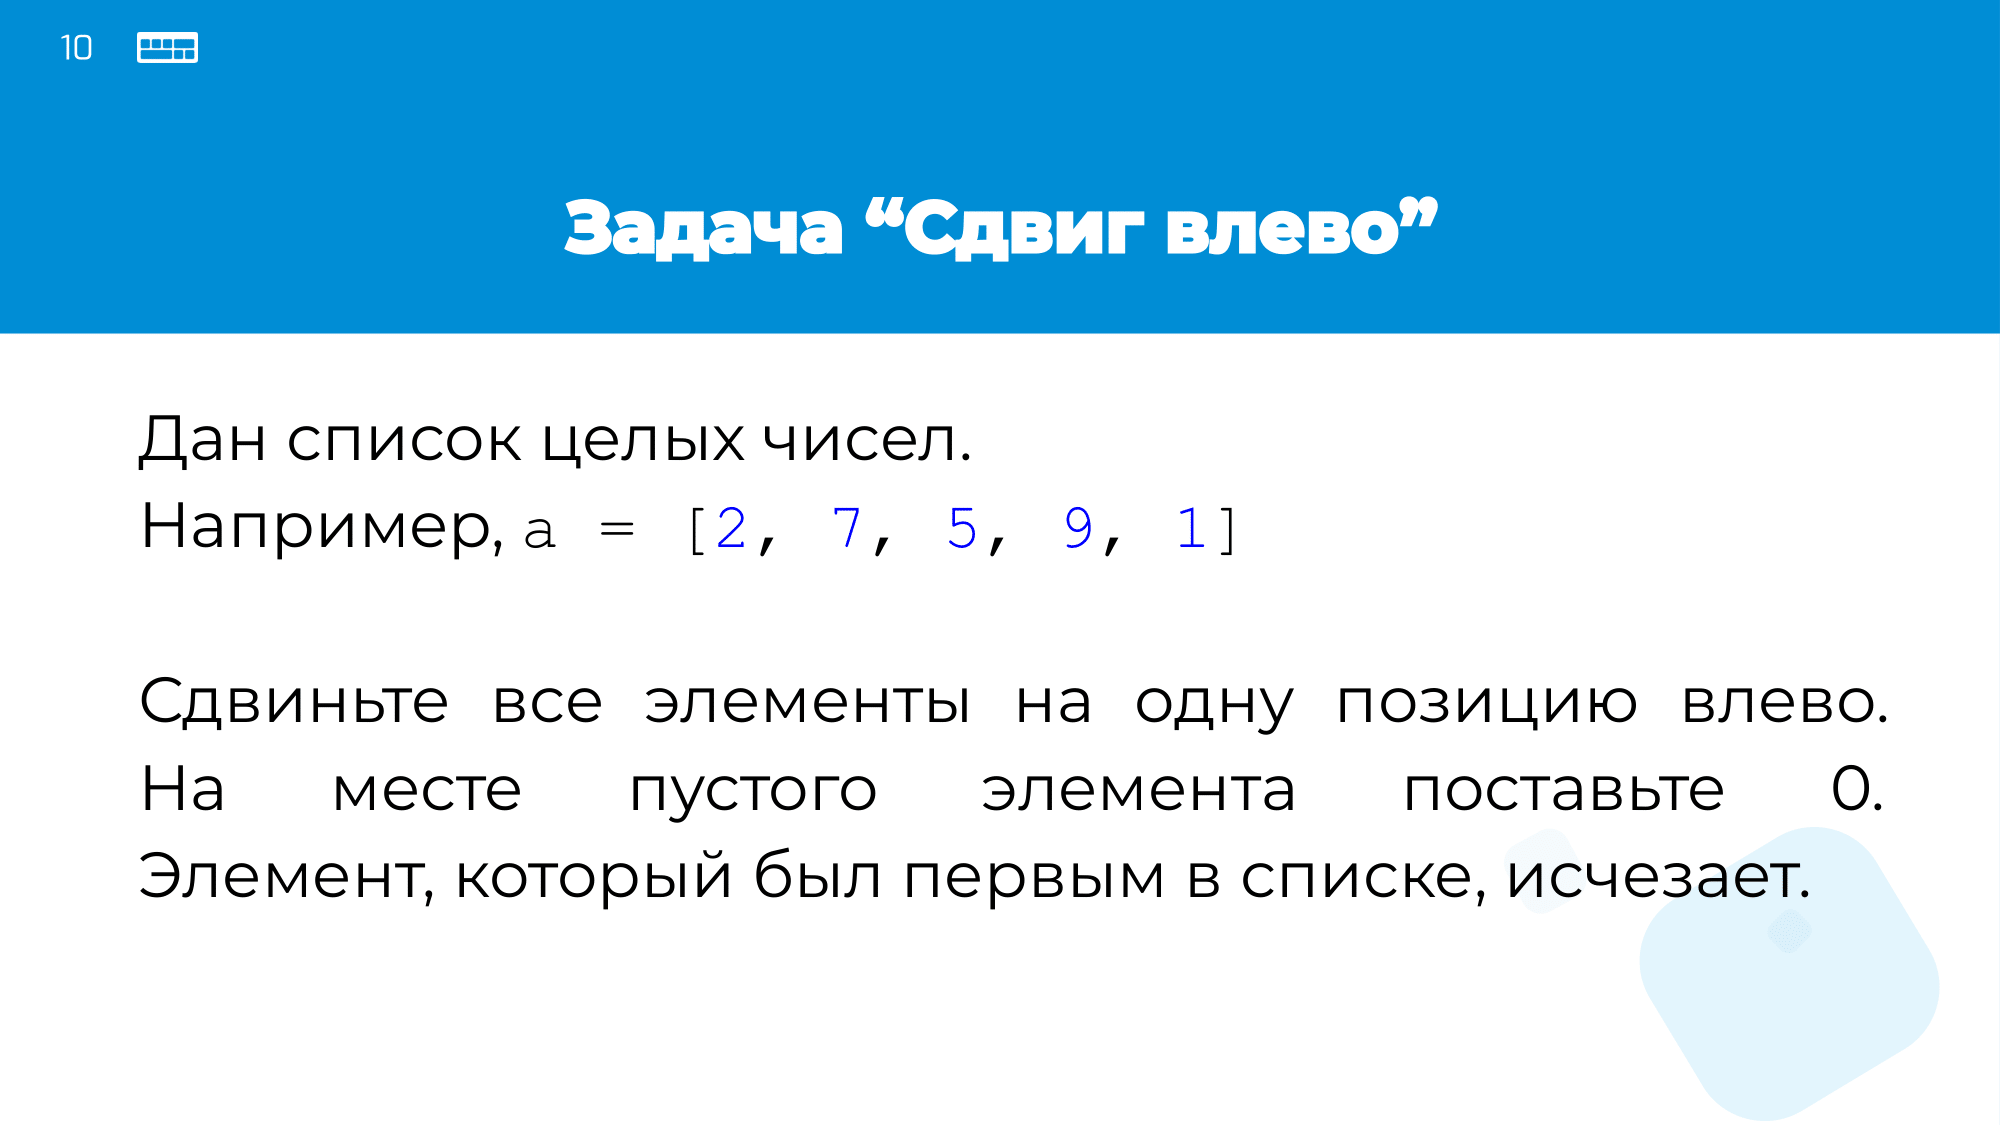 10
Задача “Сдвиг влево”
Дан список целых чисел.
Например, a = [2, 7, 5, 9, 1]
Сдвиньте все элементы на одну позицию влево.
На месте пустого элемента поставьте 0.
Элемент, который был первым в списке, исчезает.